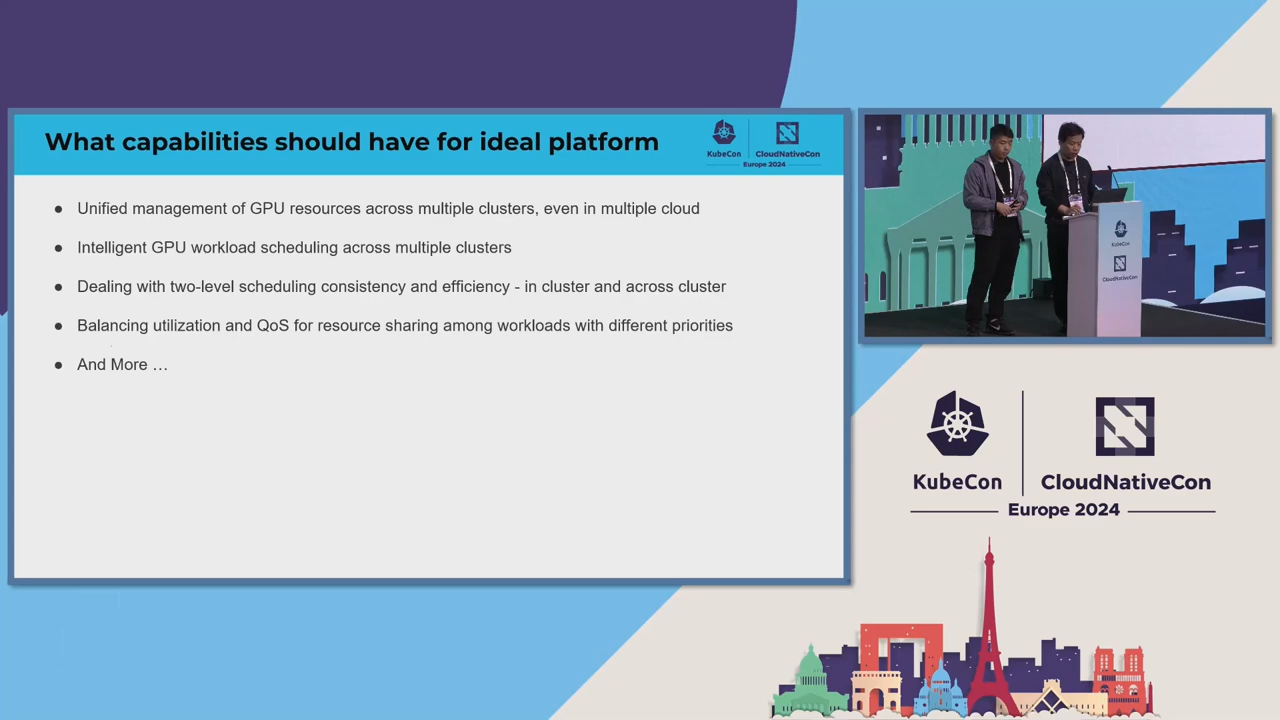 What capabilities should have for ideal platform
KubeCon
CloudNativeCon
Europe 2024
● Unified management of GPU resources across multiple clusters, even in multiple cloud
● Intelligent GPU workload scheduling across multiple clusters
● Dealing with two-level scheduling consistency and efficiency - in cluster and across cluster
● Balancing utilization and QoS for resource sharing among workloads with different priorities
● And More …
KubeCon
CloudNativeCon
KubeCon
CloudNativeCon
Europe 2024